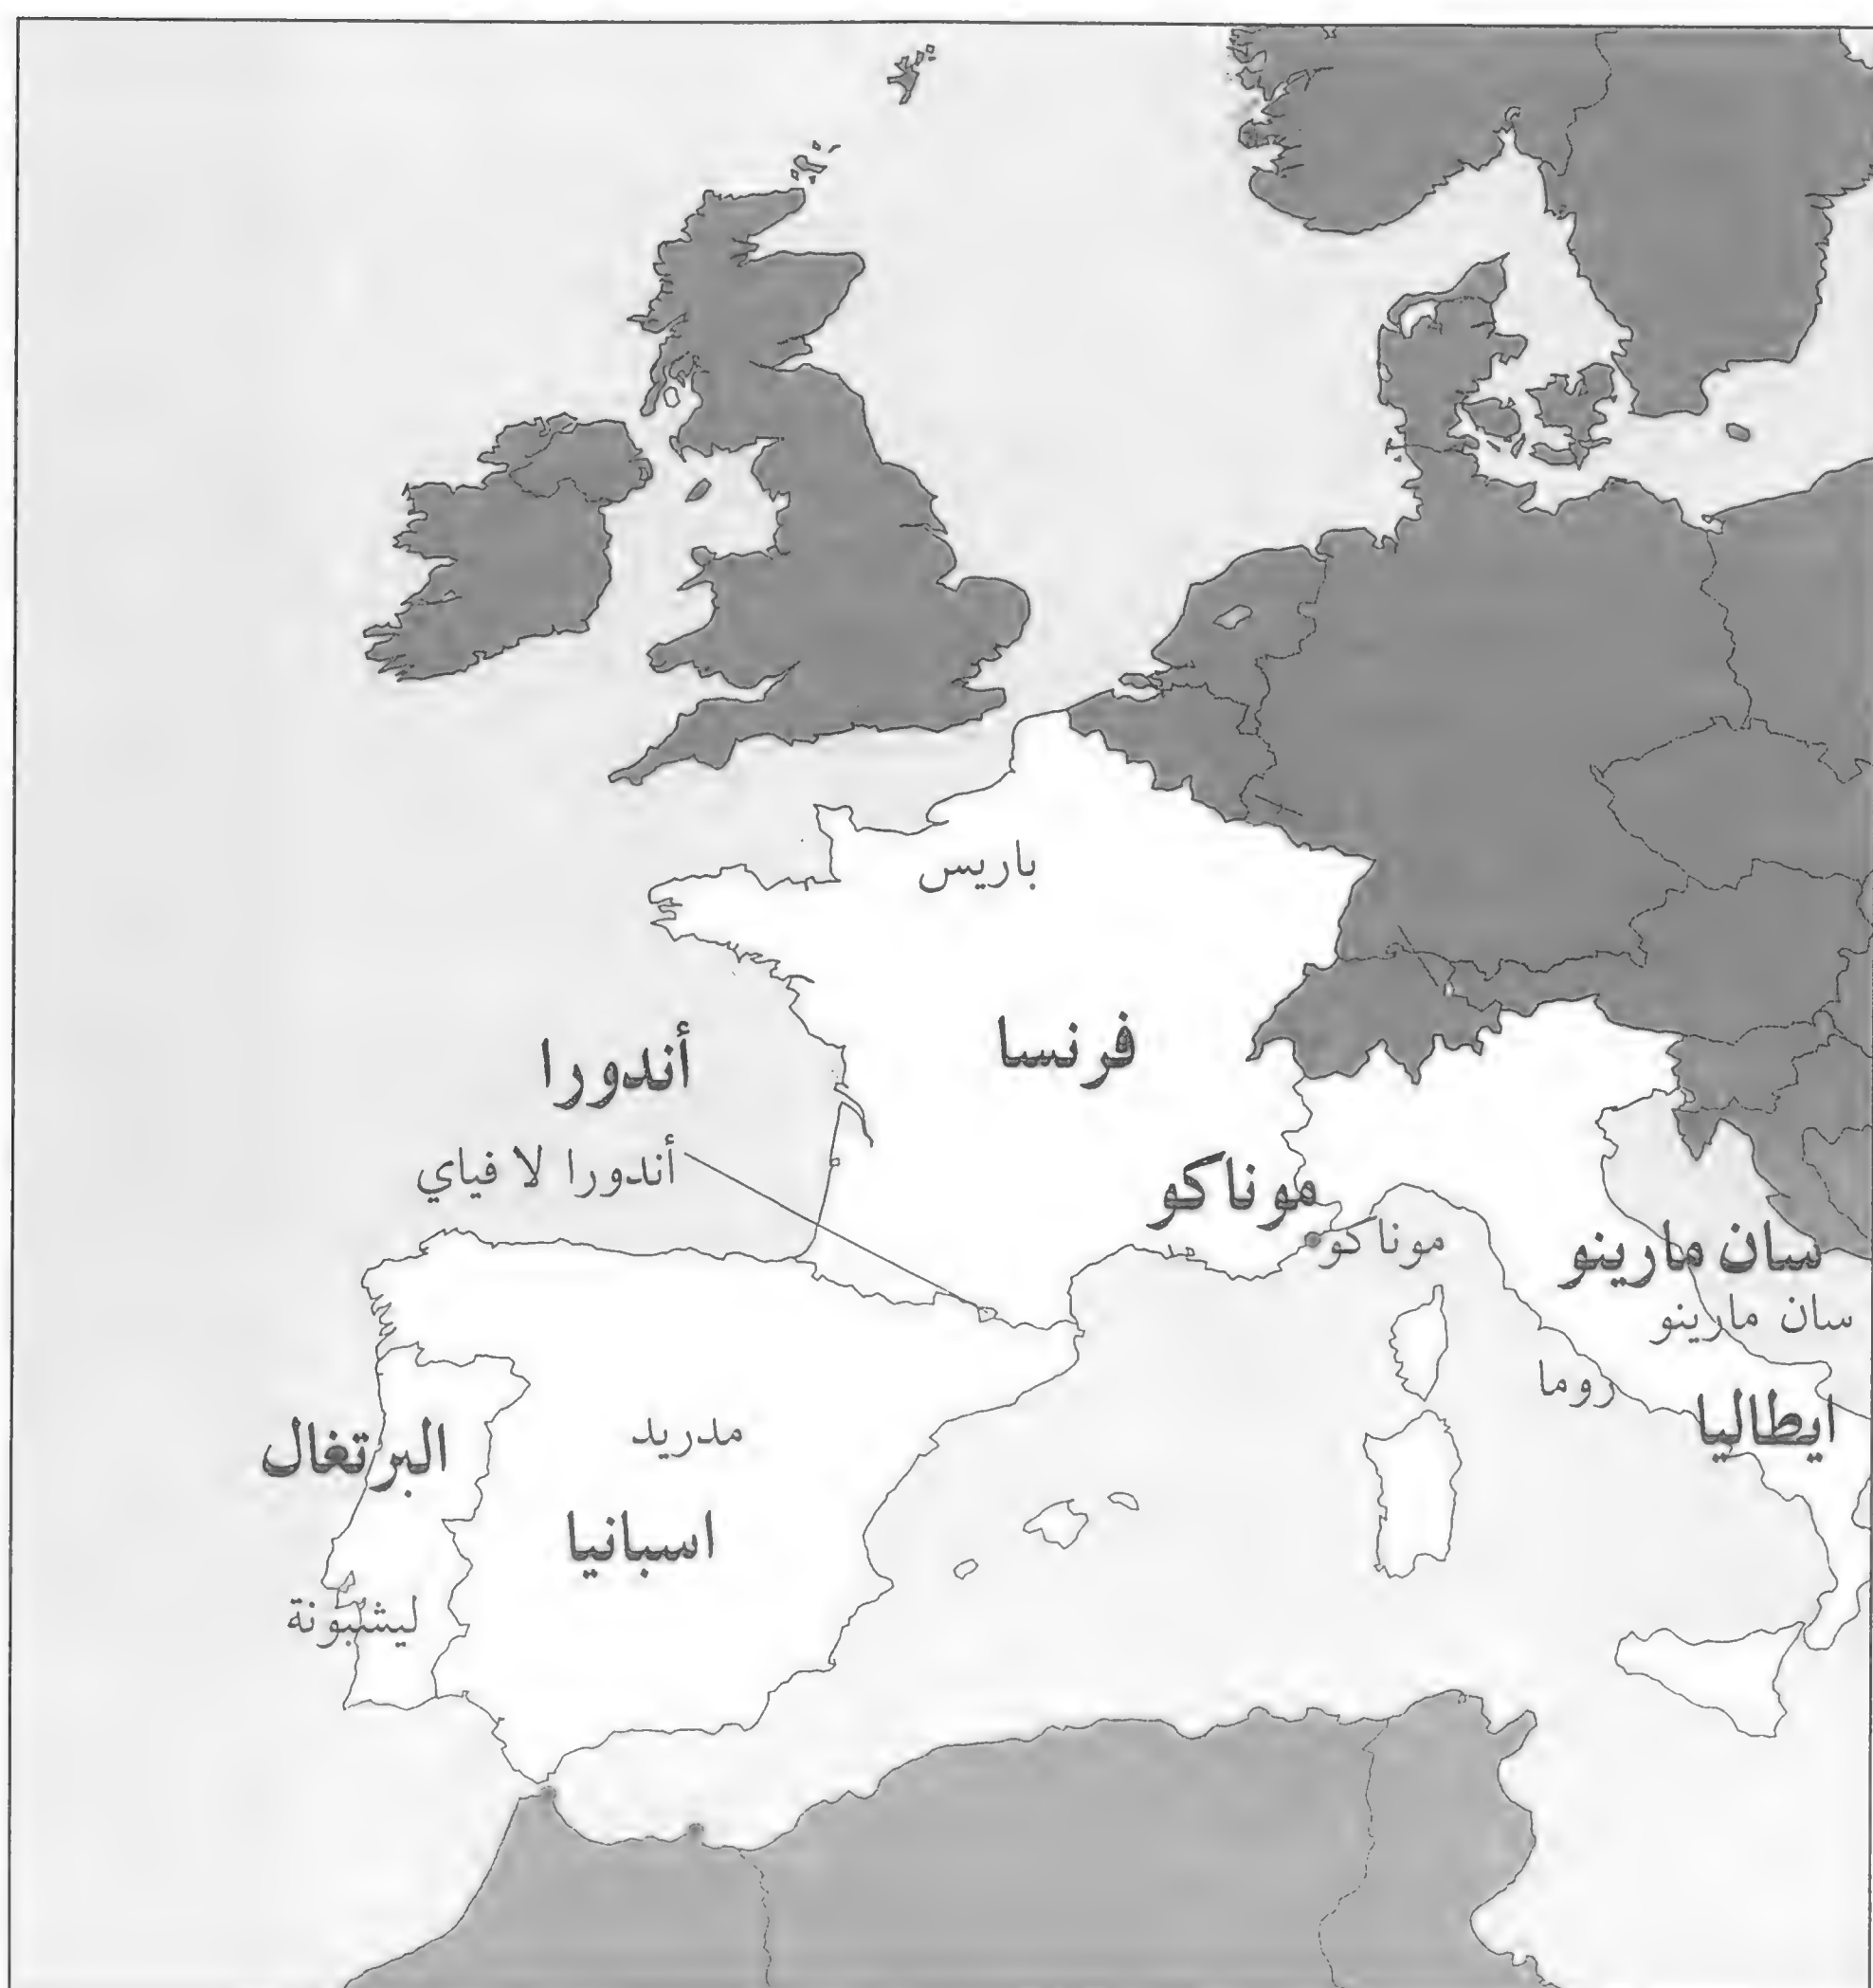 باريس
فرنسا
أندورا
أندورا لا فياي
موناكو
موناكو
سان مارينو
سان مارينو
روما
ايطاليا
البرتغال
مدريد
اسبانيا
ليشبونة